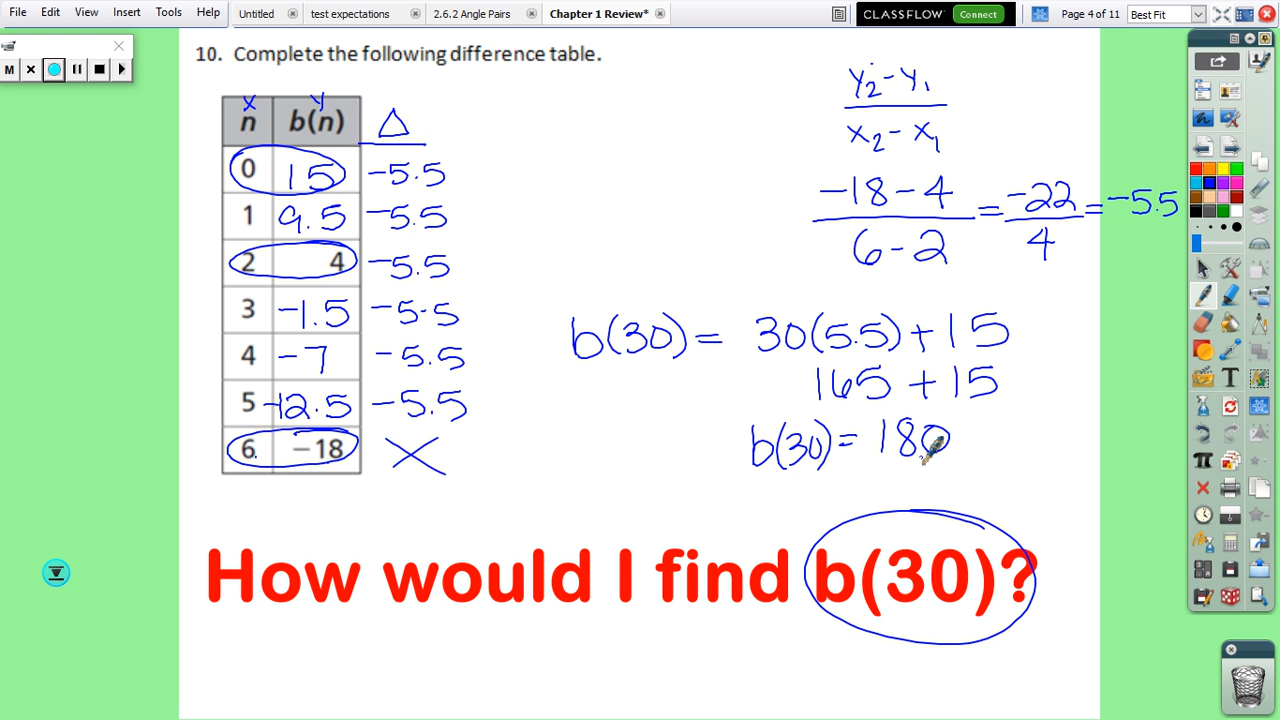 File Edit View Insert Tools Help
Untitled test expectations 2.6.2 Angle Pairs Chapter 1 Review*
CLASSFLOW Connect
Page 4 of 11 Best Fit
M
10. Complete the following difference table.
x y
n b(n) Δ
0 15 -5.5
1 9.5 -5.5
2 4 -5.5
3 -1.5 -5.5
4 -7 -5.5
5 -12.5 -5.5
6 -18 X
y₂-y₁
x₂-x₁
-18-4 = -22 = -5.5
6-2 4
b(30)= 30(5.5)+15
165+15
b(30)= 180
How would I find b(30)?
T
π